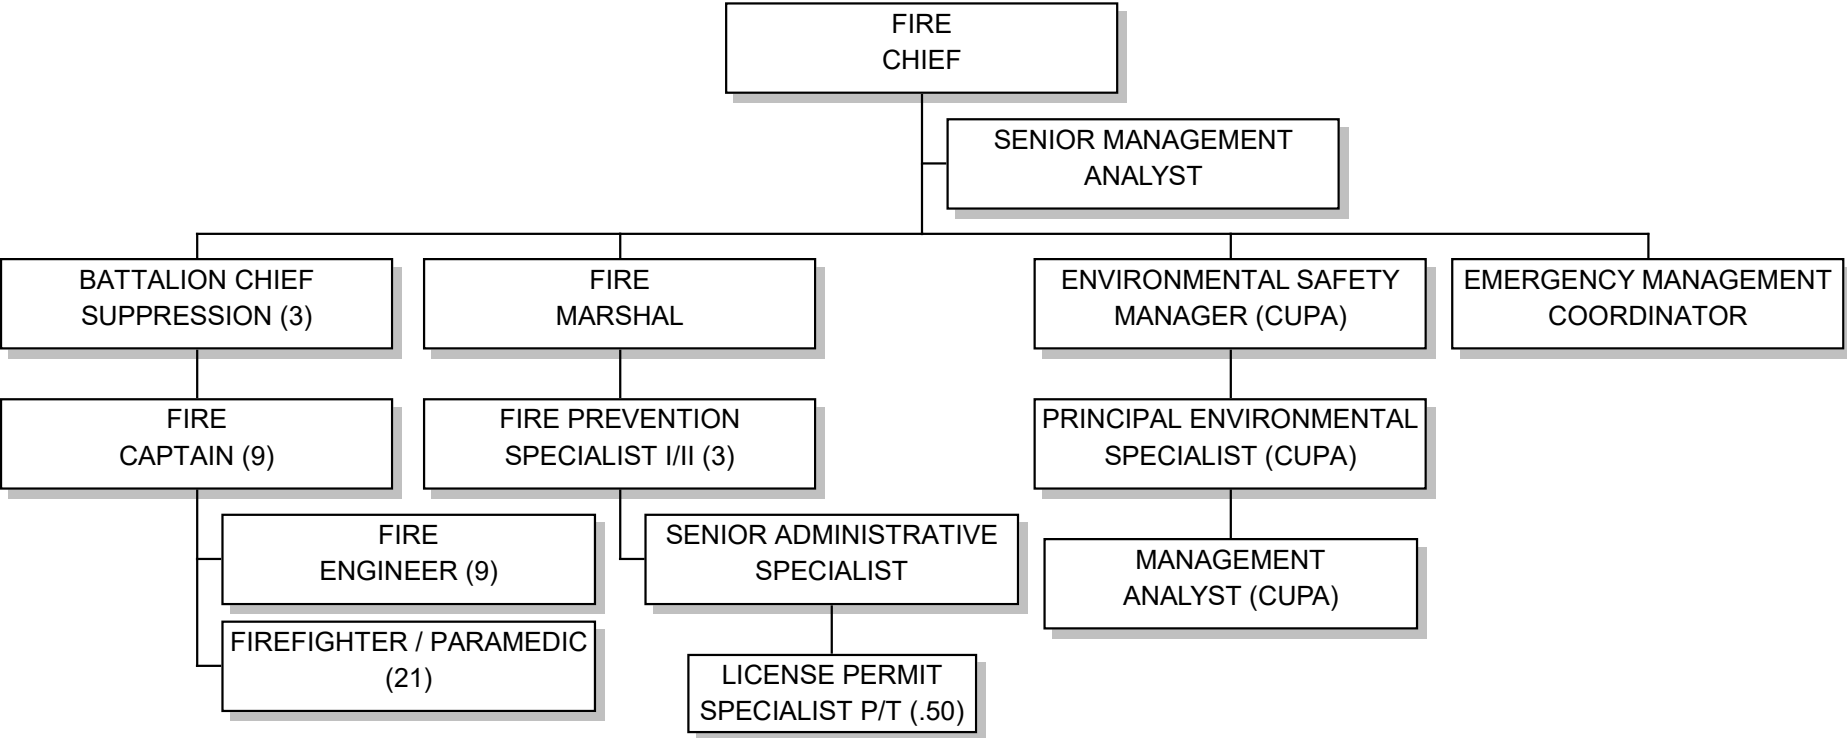 FIRE
CHIEF
SENIOR MANAGEMENT
ANALYST
BATTALION CHIEF
SUPPRESSION (3)
FIRE
MARSHAL
ENVIRONMENTAL SAFETY
MANAGER (CUPA)
EMERGENCY MANAGEMENT
COORDINATOR
FIRE
CAPTAIN (9)
FIRE PREVENTION
SPECIALIST I/II (3)
PRINCIPAL ENVIRONMENTAL
SPECIALIST (CUPA)
FIRE
ENGINEER (9)
SENIOR ADMINISTRATIVE
SPECIALIST
MANAGEMENT
ANALYST (CUPA)
FIREFIGHTER / PARAMEDIC
(21)
LICENSE PERMIT
SPECIALIST P/T (.50)